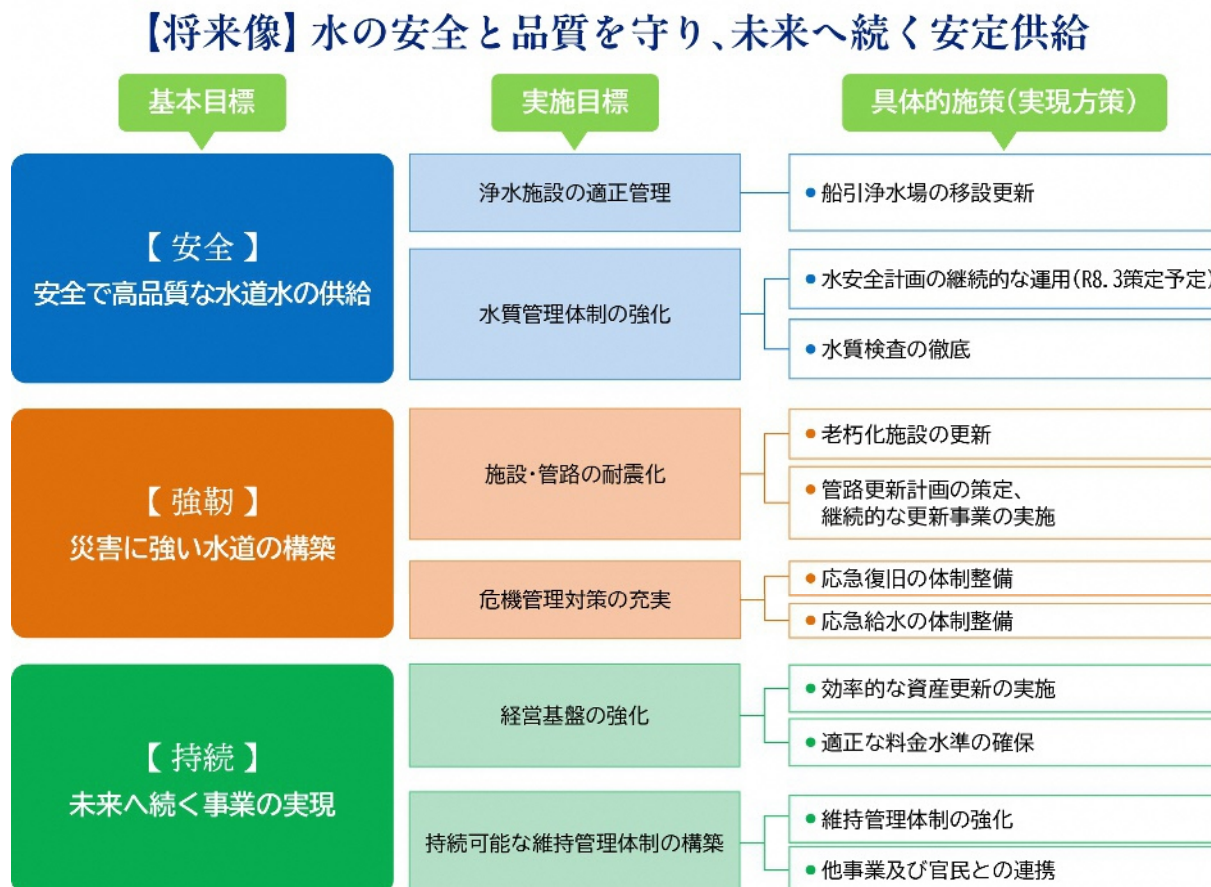 【将来像】水の安全と品質を守り、未来へ続く安定供給
基本目標
実施目標
具体的施策(実現方策)
【 安全 】
安全で高品質な水道水の供給
浄水施設の適正管理
●船引浄水場の移設更新
水質管理体制の強化
●水安全計画の継続的な運用(R8.3策定予定)
●水質検査の徹底
【 強靭 】
災害に強い水道の構築
施設・管路の耐震化
●老朽化施設の更新
●管路更新計画の策定、
継続的な更新事業の実施
危機管理対策の充実
●応急復旧の体制整備
●応急給水の体制整備
【 持続 】
未来へ続く事業の実現
経営基盤の強化
●効率的な資産更新の実施
●適正な料金水準の確保
持続可能な維持管理体制の構築
●維持管理体制の強化
●他事業及び官民との連携